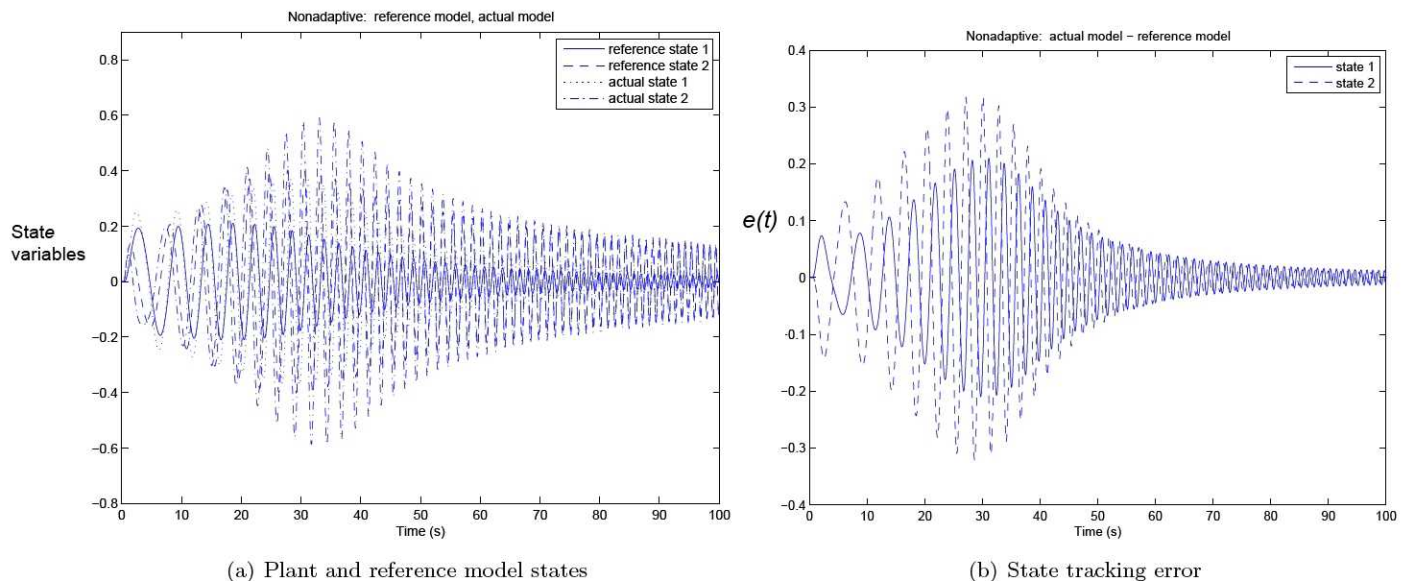 Nonadaptive: reference model, actual model
reference state 1
reference state 2
actual state 1
actual state 2
0.8
0.6
0.4
0.2
0
−0.2
−0.4
−0.6
−0.8
State
variables
0 10 20 30 40 50 60 70 80 90 100
Time (s)
(a) Plant and reference model states
Nonadaptive: actual model − reference model
state 1
state 2
0.4
0.3
0.2
0.1
0
−0.1
−0.2
−0.3
−0.4
e(t)
0 10 20 30 40 50 60 70 80 90 100
Time (s)
(b) State tracking error